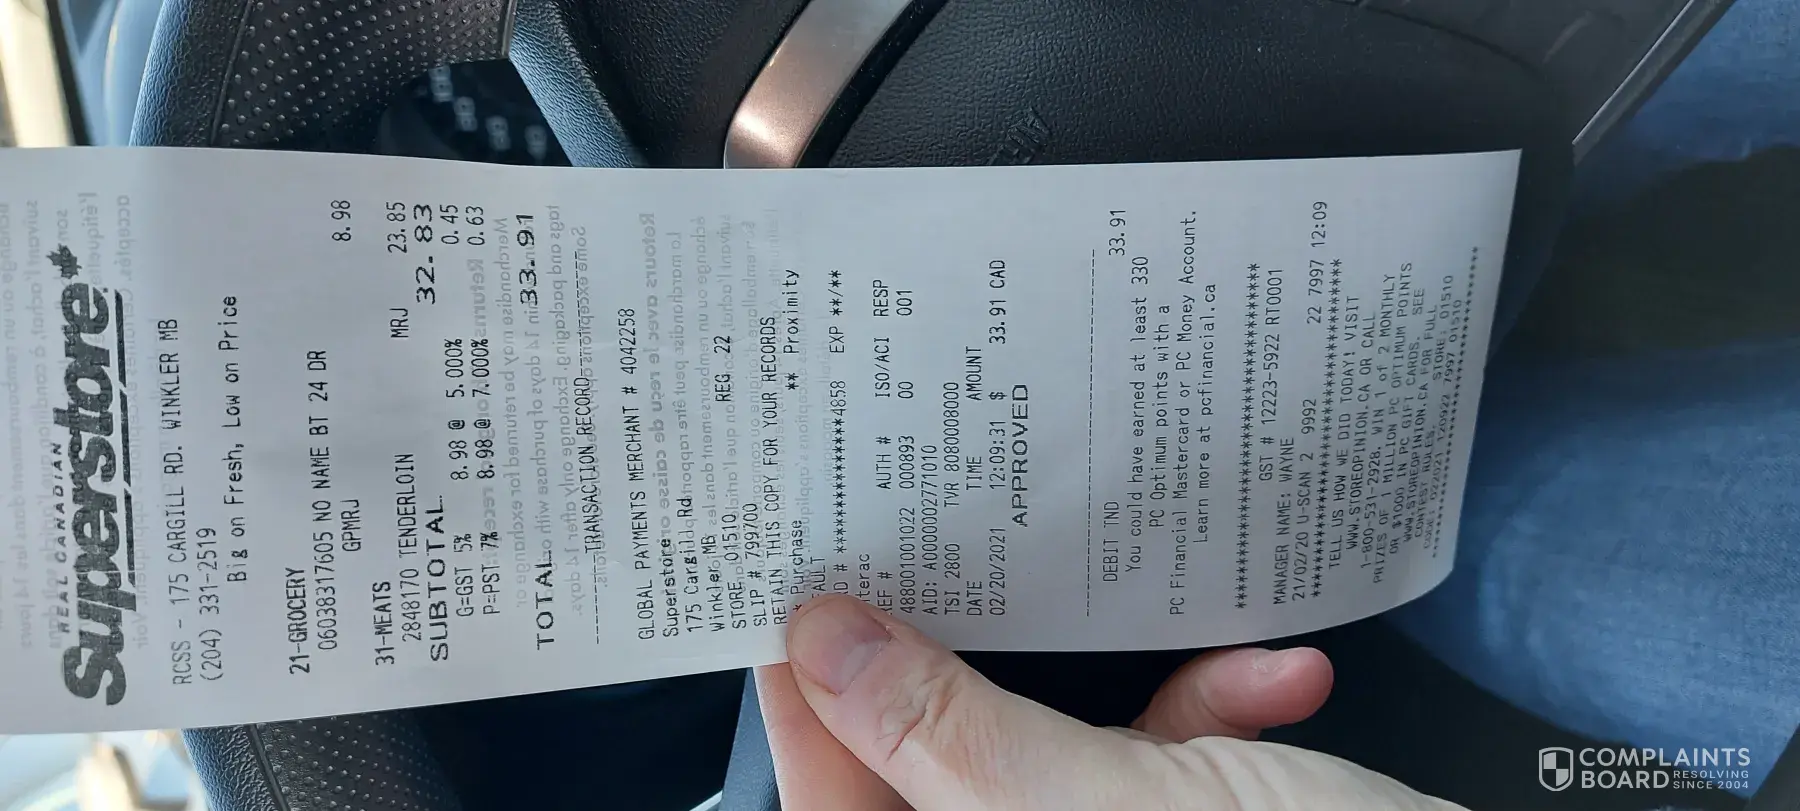 REAL CANADIAN
Superstore
RCSS - 175 CARGILL RD. WINKLER MB
(204) 331-2519
Big on Fresh, Low on Price
21-GROCERY
06038317605 NO NAME BT 24 DR
GPMRJ 8.98
31-MEATS
2848170 TENDERLOIN MRJ 23.85
SUBTOTAL 32.83
G=GST 5% 8.98 @ 5.000% 0.45
P=PST 7% 8.98 @ 7.000% 0.63
TOTAL 33.91
TRANSACTION RECORD
GLOBAL PAYMENTS MERCHANT # 4042258
Superstore
175 Cargill Rd
Winkler MB
STORE 01510 REG 22
SLIP # 799700
RETAIN THIS COPY FOR YOUR RECORDS
* Purchase ** Proximity
************4858 EXP **/**
AUTH # ISO/ACI RESP
488001001022 000893 00 001
AID: A0000002771010
TSI 2800 TVR 8080008000
DATE TIME AMOUNT
02/20/2021 12:09:31 $ 33.91 CAD
APPROVED
DEBIT TND 33.91
You could have earned at least 330
PC Optimum points with a
PC Financial Mastercard or PC Money Account.
Learn more at pcfinancial.ca
****************************************
GST # 12223-5922 RT0001
MANAGER NAME: WAYNE
21/02/20 U-SCAN 2 9992 22 7997 12:09
****************************************
TELL US HOW WE DID TODAY! VISIT
WWW.STOREOPINION.CA OR CALL
1-800-531-2928. WIN 1 of 2 MONTHLY
PRIZES OF 1 MILLION PC OPTIMUM POINTS
OR $1000 IN PC GIFT CARDS. SEE
WWW.STOREOPINION.CA FOR FULL
CONTEST RULES. STORE: 01510
CODE: 022021 120922 7997 01510
COMPLAINTS
BOARD RESOLVING
SINCE 2004